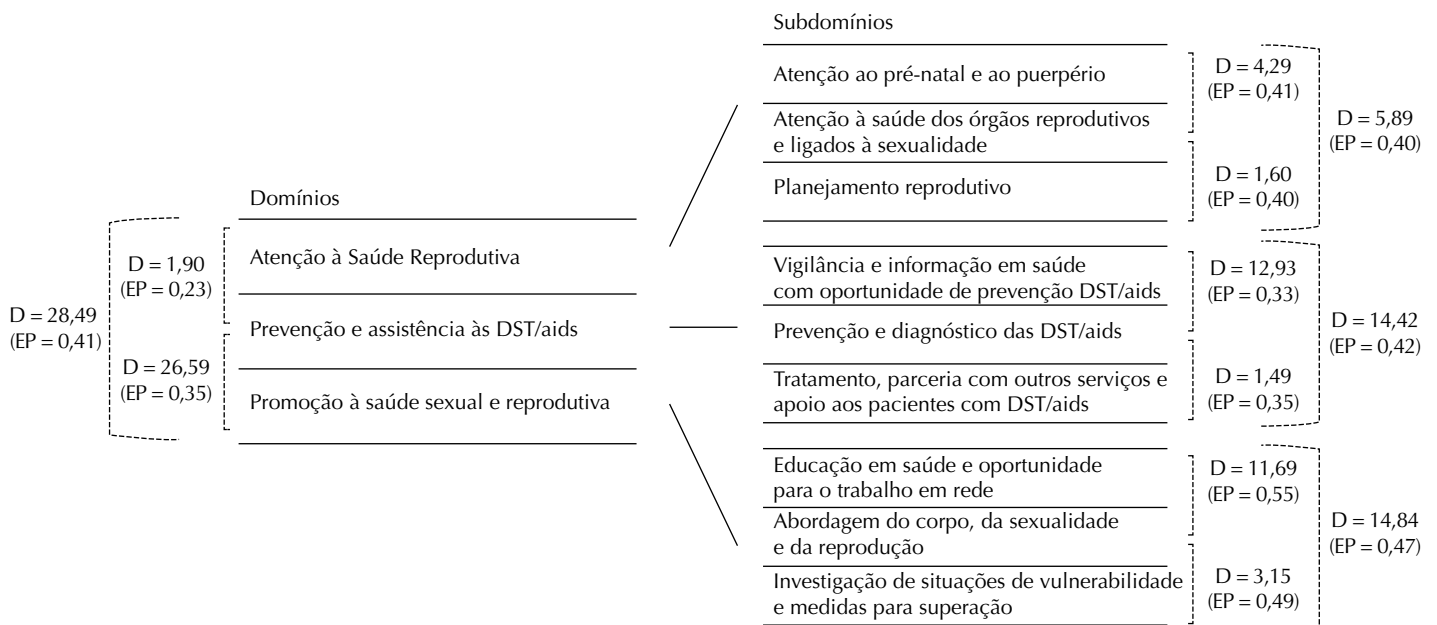 Subdomínios
Atenção ao pré-natal e ao puerpério
D = 4,29
(EP = 0,41)
Atenção à saúde dos órgãos reprodutivos
e ligados à sexualidade
D = 5,89
(EP = 0,40)
Planejamento reprodutivo
D = 1,60
(EP = 0,40)
Domínios
Atenção à Saúde Reprodutiva
D = 1,90
(EP = 0,23)
Prevenção e assistência às DST/aids
D = 28,49
(EP = 0,41)
D = 26,59
(EP = 0,35)
Promoção à saúde sexual e reprodutiva
Vigilância e informação em saúde
com oportunidade de prevenção DST/aids
D = 12,93
(EP = 0,33)
Prevenção e diagnóstico das DST/aids
D = 14,42
(EP = 0,42)
Tratamento, parceria com outros serviços e
apoio aos pacientes com DST/aids
D = 1,49
(EP = 0,35)
Educação em saúde e oportunidade
para o trabalho em rede
D = 11,69
(EP = 0,55)
Abordagem do corpo, da sexualidade
e da reprodução
D = 14,84
(EP = 0,47)
Investigação de situações de vulnerabilidade
e medidas para superação
D = 3,15
(EP = 0,49)